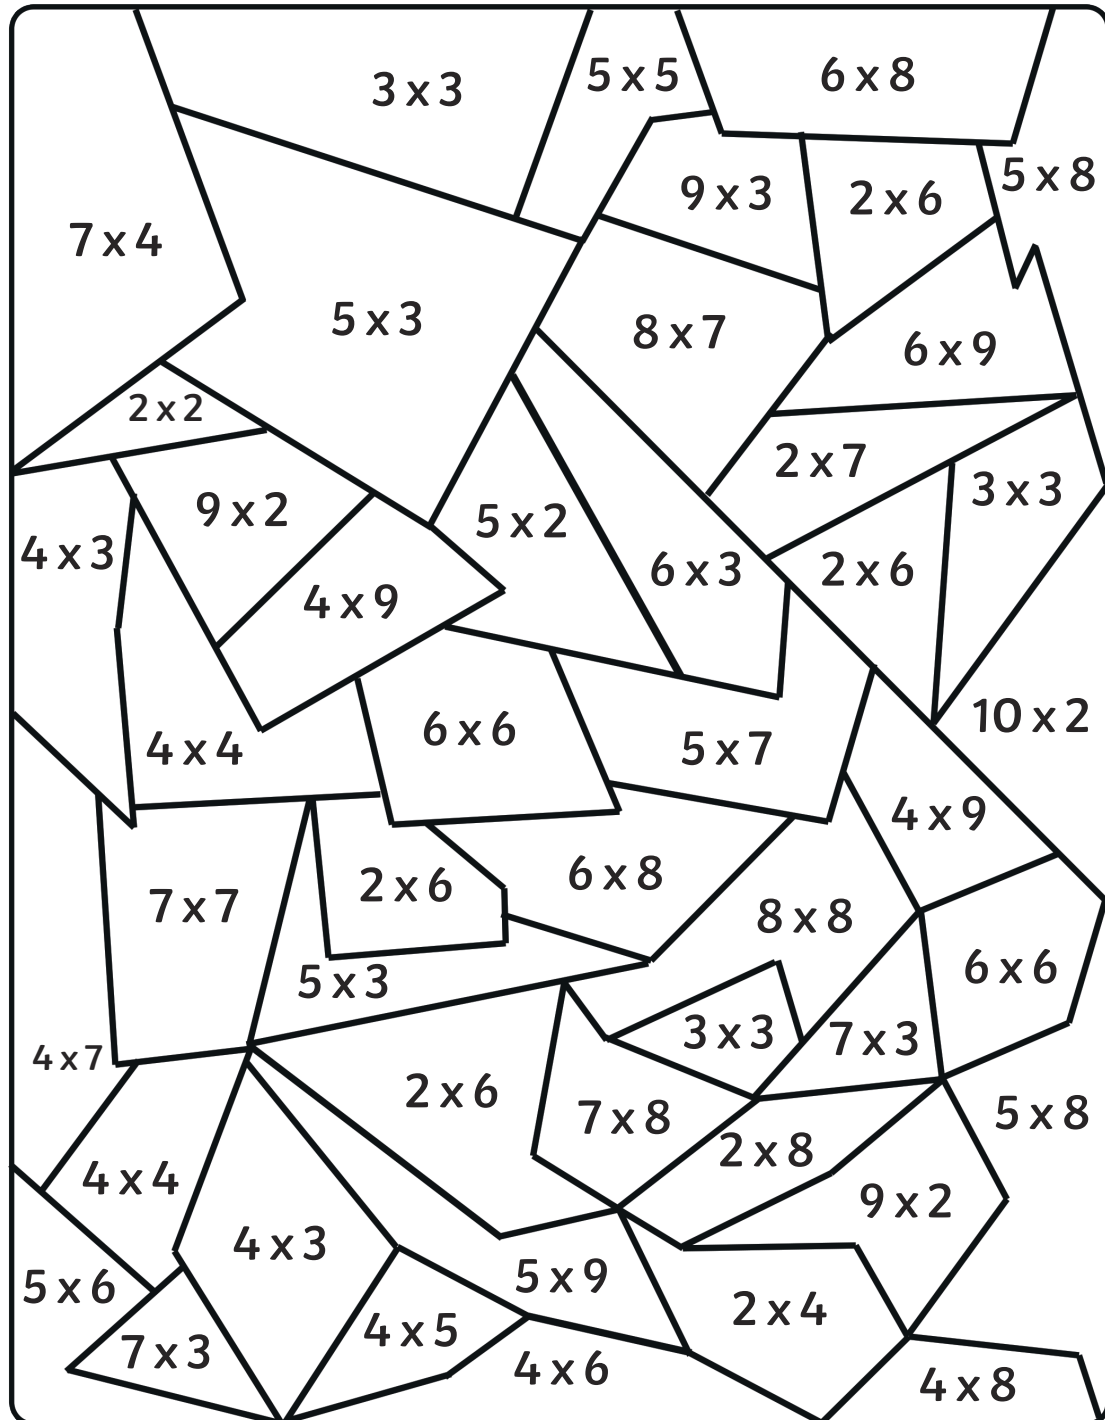 3 x 3
5 x 5
6 x 8
9 x 3
2 x 6
5 x 8
7 x 4
5 x 3
8 x 7
6 x 9
2 x 2
2 x 7
3 x 3
9 x 2
5 x 2
4 x 3
6 x 3
2 x 6
4 x 9
10 x 2
6 x 6
5 x 7
4 x 4
4 x 9
7 x 7
2 x 6
6 x 8
8 x 8
6 x 6
5 x 3
3 x 3
7 x 3
4 x 7
2 x 6
7 x 8
5 x 8
2 x 8
4 x 4
9 x 2
4 x 3
5 x 9
5 x 6
2 x 4
4 x 5
7 x 3
4 x 6
4 x 8